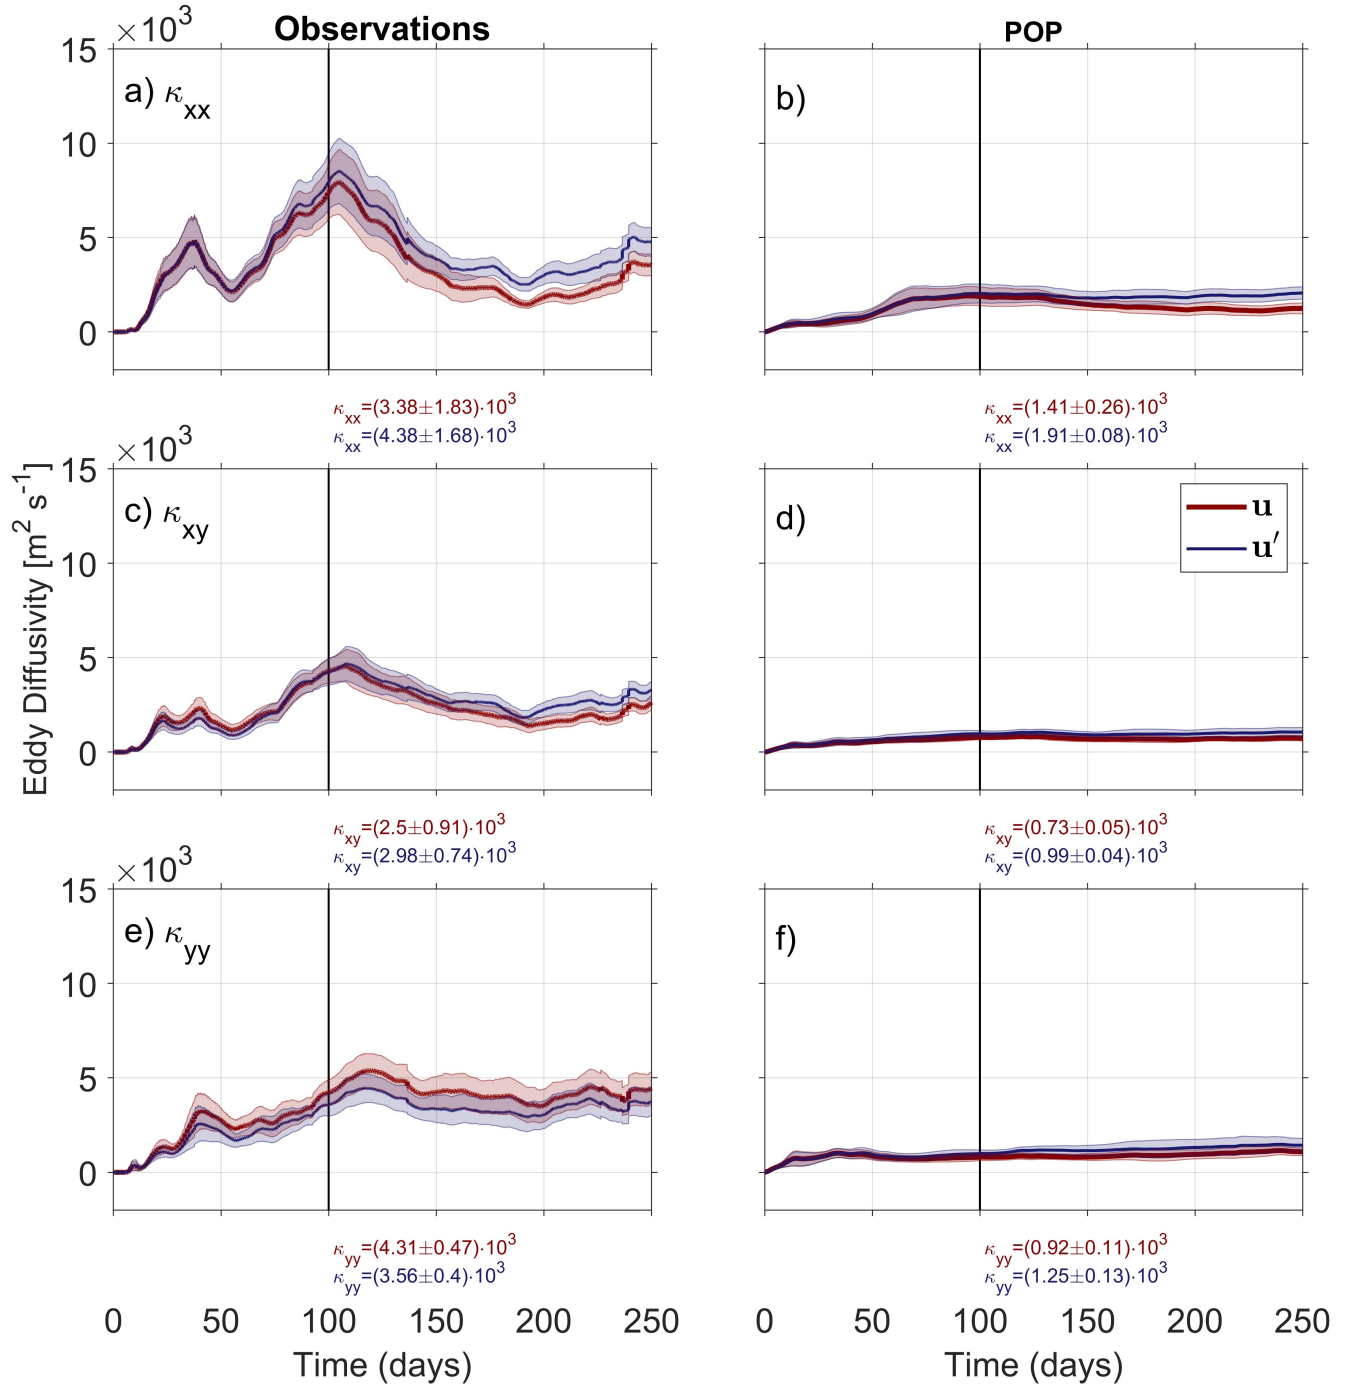 Observations
POP
×10³
15
10
5
0
a) κxx
b)
κxx=(3.38±1.83)·10³
κxx=(4.38±1.68)·10³
κxx=(1.41±0.26)·10³
κxx=(1.91±0.08)·10³
Eddy Diffusivity [m² s⁻¹]
×10³
15
10
5
0
c) κxy
d)
u
u′
κxy=(2.5±0.91)·10³
κxy=(2.98±0.74)·10³
κxy=(0.73±0.05)·10³
κxy=(0.99±0.04)·10³
×10³
15
10
5
0
e) κyy
f)
κyy=(4.31±0.47)·10³
κyy=(3.56±0.4)·10³
κyy=(0.92±0.11)·10³
κyy=(1.25±0.13)·10³
0 50 100 150 200 250
0 50 100 150 200 250
Time (days)
Time (days)